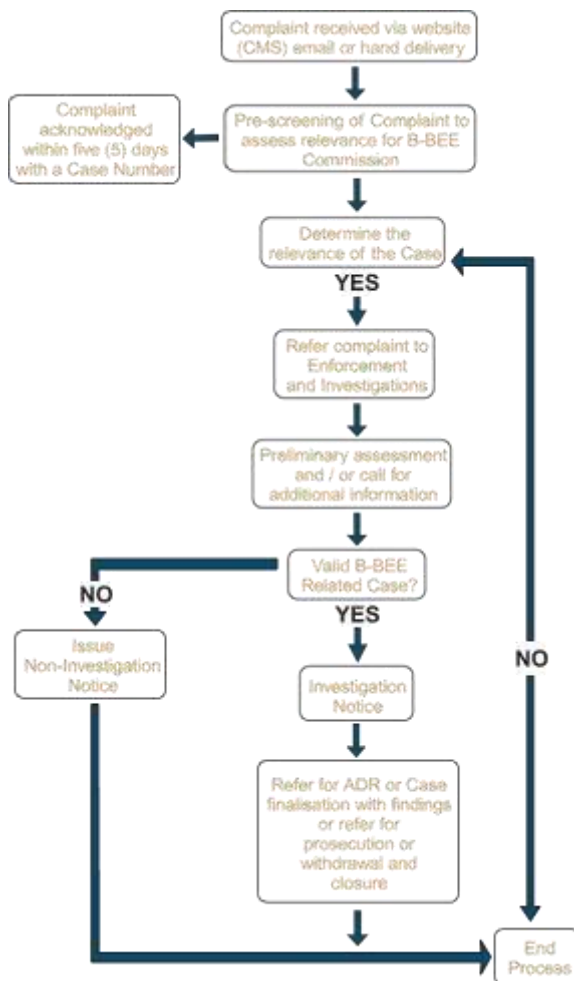 Complaint received via website
(CMS) email or hand delivery
Complaint
acknowledged
within five (5) days
with a Case Number
Pre-screening of Complaint to
assess relevance for B-BEE
Commission
Determine the
relevance of the Case
YES
Refer complaint to
Enforcement
and Investigations
Preliminary assessment
and / or call for
additional information
Valid B-BEE
Related Case?
NO
YES
Issue
Non-Investigation
Notice
Investigation
Notice
NO
Refer for ADR or Case
finalisation with findings
or refer for
prosecution or
withdrawal and
closure
End
Process